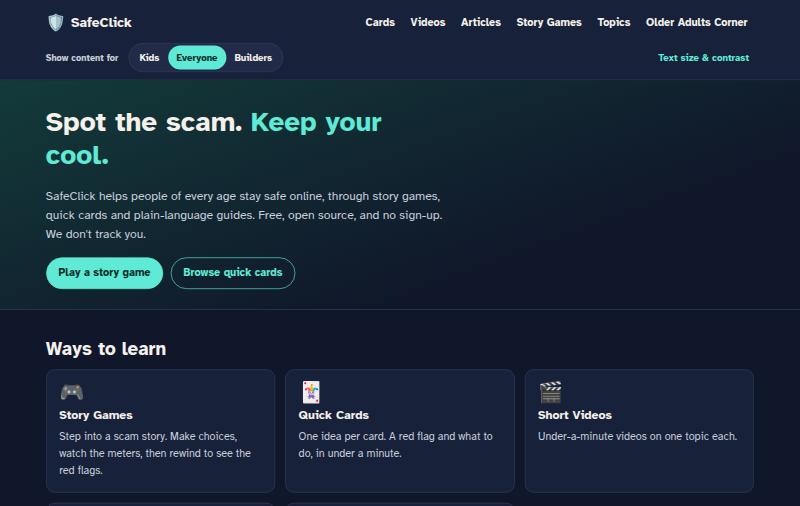 SafeClick
Cards Videos Articles Story Games Topics Older Adults Corner
Show content for Kids Everyone Builders Text size & contrast
Spot the scam. Keep your
cool.
SafeClick helps people of every age stay safe online, through story games,
quick cards and plain-language guides. Free, open source, and no sign-up.
We don't track you.
Play a story game Browse quick cards
Ways to learn
Story Games
Step into a scam story. Make choices,
watch the meters, then rewind to see the
red flags.
Quick Cards
One idea per card. A red flag and what to
do, in under a minute.
Short Videos
Under-a-minute videos on one topic each.